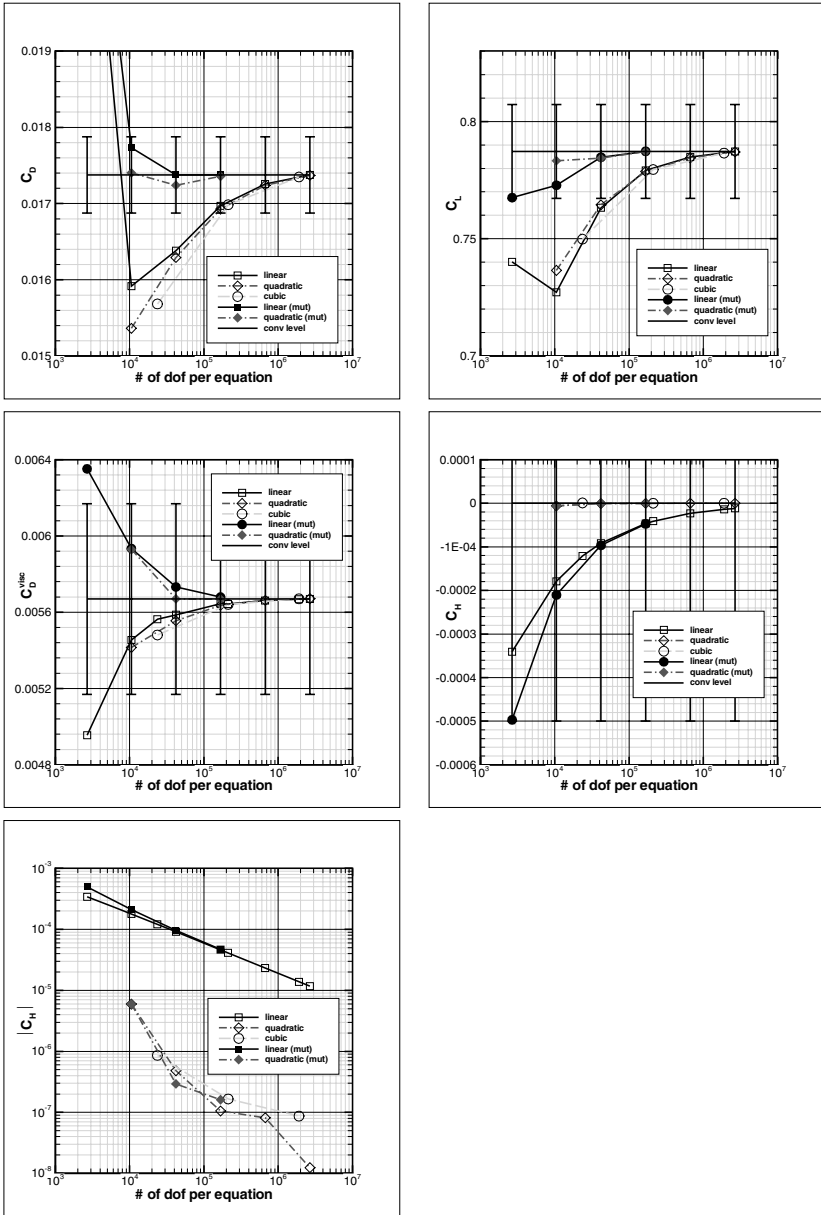 0.019
0.018
0.017
0.016
0.015
C_D
10^3 10^4 10^5 10^6 10^7
# of dof per equation
linear
quadratic
cubic
linear (mut)
quadratic (mut)
conv level
0.8
0.75
0.7
C_L
10^3 10^4 10^5 10^6 10^7
# of dof per equation
linear
quadratic
cubic
linear (mut)
quadratic (mut)
conv level
0.0064
0.006
0.0056
0.0052
0.0048
C_D^visc
10^3 10^4 10^5 10^6 10^7
# of dof per equation
linear
quadratic
cubic
linear (mut)
quadratic (mut)
conv level
0.0001
0
-1E-04
-0.0002
-0.0003
-0.0004
-0.0005
-0.0006
C_H
10^3 10^4 10^5 10^6 10^7
# of dof per equation
linear
quadratic
cubic
linear (mut)
quadratic (mut)
conv level
10^-3
10^-4
10^-5
10^-6
10^-7
10^-8
|C_H|
10^3 10^4 10^5 10^6 10^7
# of dof per equation
linear
quadratic
cubic
linear (mut)
quadratic (mut)